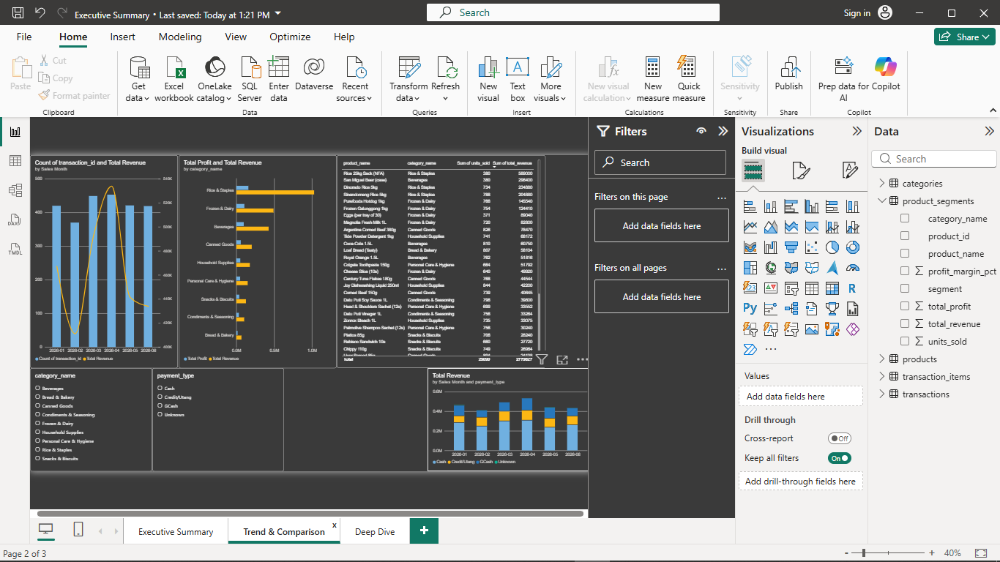 Executive Summary • Last saved: Today at 1:21 PM
Search
Sign in
File
Home
Insert
Modeling
View
Optimize
Help
Share
Paste
Cut
Copy
Format painter
Clipboard
Get data
Excel workbook
OneLake catalog
SQL Server
Enter data
Dataverse
Recent sources
Data
Transform data
Refresh
Queries
New visual
Text box
More visuals
Insert
New visual calculation
New measure
Quick measure
Calculations
Sensitivity
Sensitivity
Publish
Share
Prep data for AI
Copilot
Copilot
Count of transaction_id and Total Revenue
by Sales Month
500
400
300
200
100
0
540K
520K
500K
480K
460K
440K
420K
400K
2026-01 2026-02 2026-03 2026-04 2026-05 2026-06
Count of transaction_id Total Revenue
Total Profit and Total Revenue
by category_name
Rice & Staples
Frozen & Dairy
Beverages
Canned Goods
Household Supplies
Personal Care & Hygiene
Snacks & Biscuits
Condiments & Seasoning
Bread & Bakery
0.0M 0.5M 1.0M
Total Profit Total Revenue
product_name category_name Sum of units_sold Sum of total_revenue
Rice 25kg Sack (NFA) Rice & Staples 380 589000
San Miguel Beer (case) Beverages 380 298400
Dinorado Rice 5kg Rice & Staples 734 234880
Sinandomeng Rice 5kg Rice & Staples 788 204880
Purefoods Hotdog 1kg Frozen & Dairy 766 145540
Frozen Galunggong 1kg Frozen & Dairy 754 124410
Eggs (per tray of 30) Frozen & Dairy 371 89040
Magnolia Fresh Milk 1L Frozen & Dairy 720 82800
Argentine Corned Beef 380g Canned Goods 826 78470
Tide Powder Detergent 1kg Household Supplies 741 68172
Coca-Cola 1.5L Beverages 810 60750
Loaf Bread (Tasty) Bread & Bakery 807 58104
Royal Orange 1.5L Beverages 762 51816
Colgate Toothpaste 150g Personal Care & Hygiene 664 51792
Cheese Slice (10s) Frozen & Dairy 640 49920
Century Tuna Flakes 180g Canned Goods 768 44544
Joy Dishwashing Liquid 250ml Household Supplies 844 42200
Corned Beef 150g Canned Goods 739 40645
Datu Puti Soy Sauce 1L Condiments & Seasoning 798 39900
Head & Shoulders Sachet (12s) Personal Care & Hygiene 699 33552
Datu Puti Vinegar 1L Condiments & Seasoning 756 33264
Zonrox Bleach 1L Household Supplies 735 33075
Palmolive Shampoo Sachet (12s) Personal Care & Hygiene 756 30240
Piattos 85g Snacks & Biscuits 706 28240
Rebisco Sandwich 10s Snacks & Biscuits 660 27720
Chippy 110g Snacks & Biscuits 749 26964
Total 25899 2779827
category_name
Beverages
Bread & Bakery
Canned Goods
Condiments & Seasoning
Frozen & Dairy
Household Supplies
Personal Care & Hygiene
Rice & Staples
Snacks & Biscuits
payment_type
Cash
Credit/Utang
GCash
Unknown
Total Revenue
by Sales Month and payment_type
0.6M
0.4M
0.2M
0.0M
2026-01 2026-02 2026-03 2026-04 2026-05 2026-06
Cash Credit/Utang GCash Unknown
Filters
Search
Filters on this page
Add data fields here
Filters on all pages
Add data fields here
Visualizations
Build visual
Values
Add data fields here
Drill through
Cross-report
Off
Keep all filters
On
Add drill-through fields here
Data
Search
categories
product_segments
category_name
product_id
product_name
profit_margin_pct
segment
total_profit
total_revenue
units_sold
products
transaction_items
transactions
Executive Summary
Trend & Comparison
x
Deep Dive
+
Page 2 of 3
- + 40%